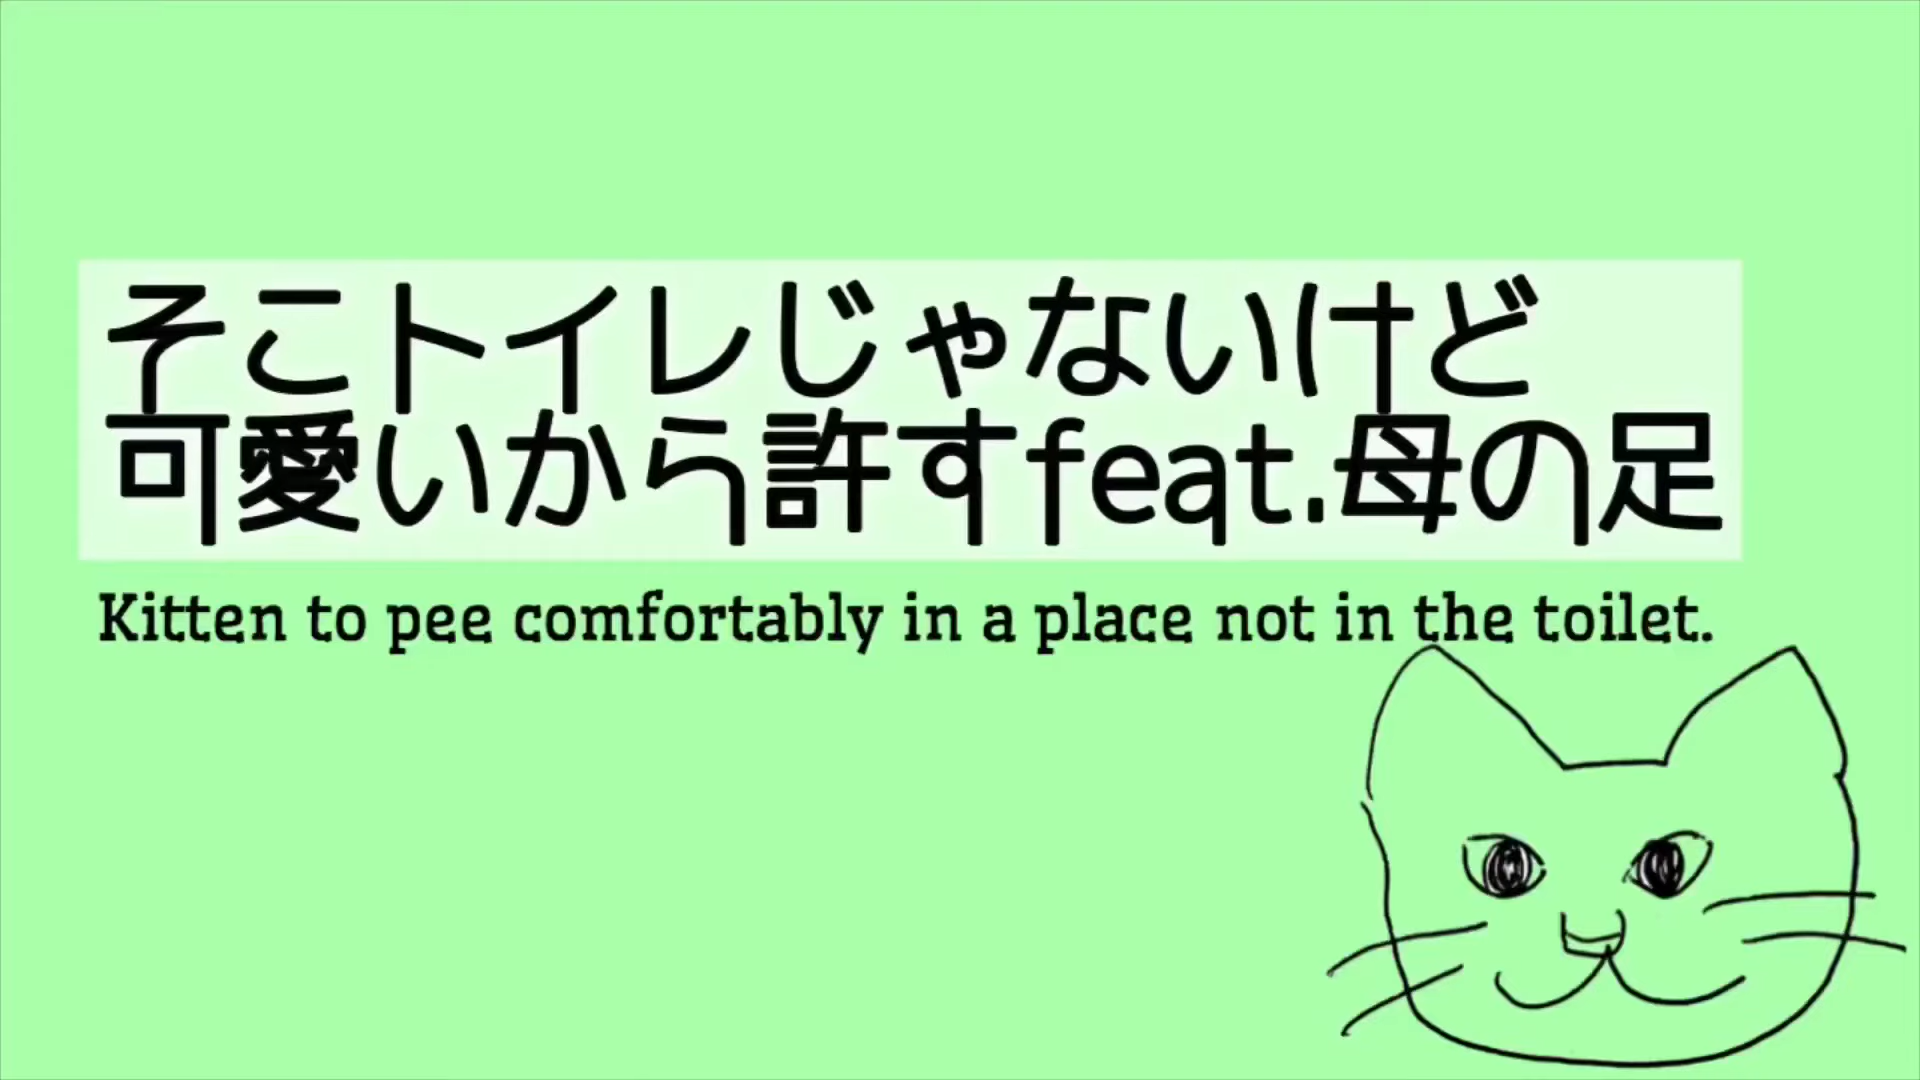 そこトイレじゃないけど
可愛いから許すfeat.母の足
Kitten to pee comfortably in a place not in the toilet.